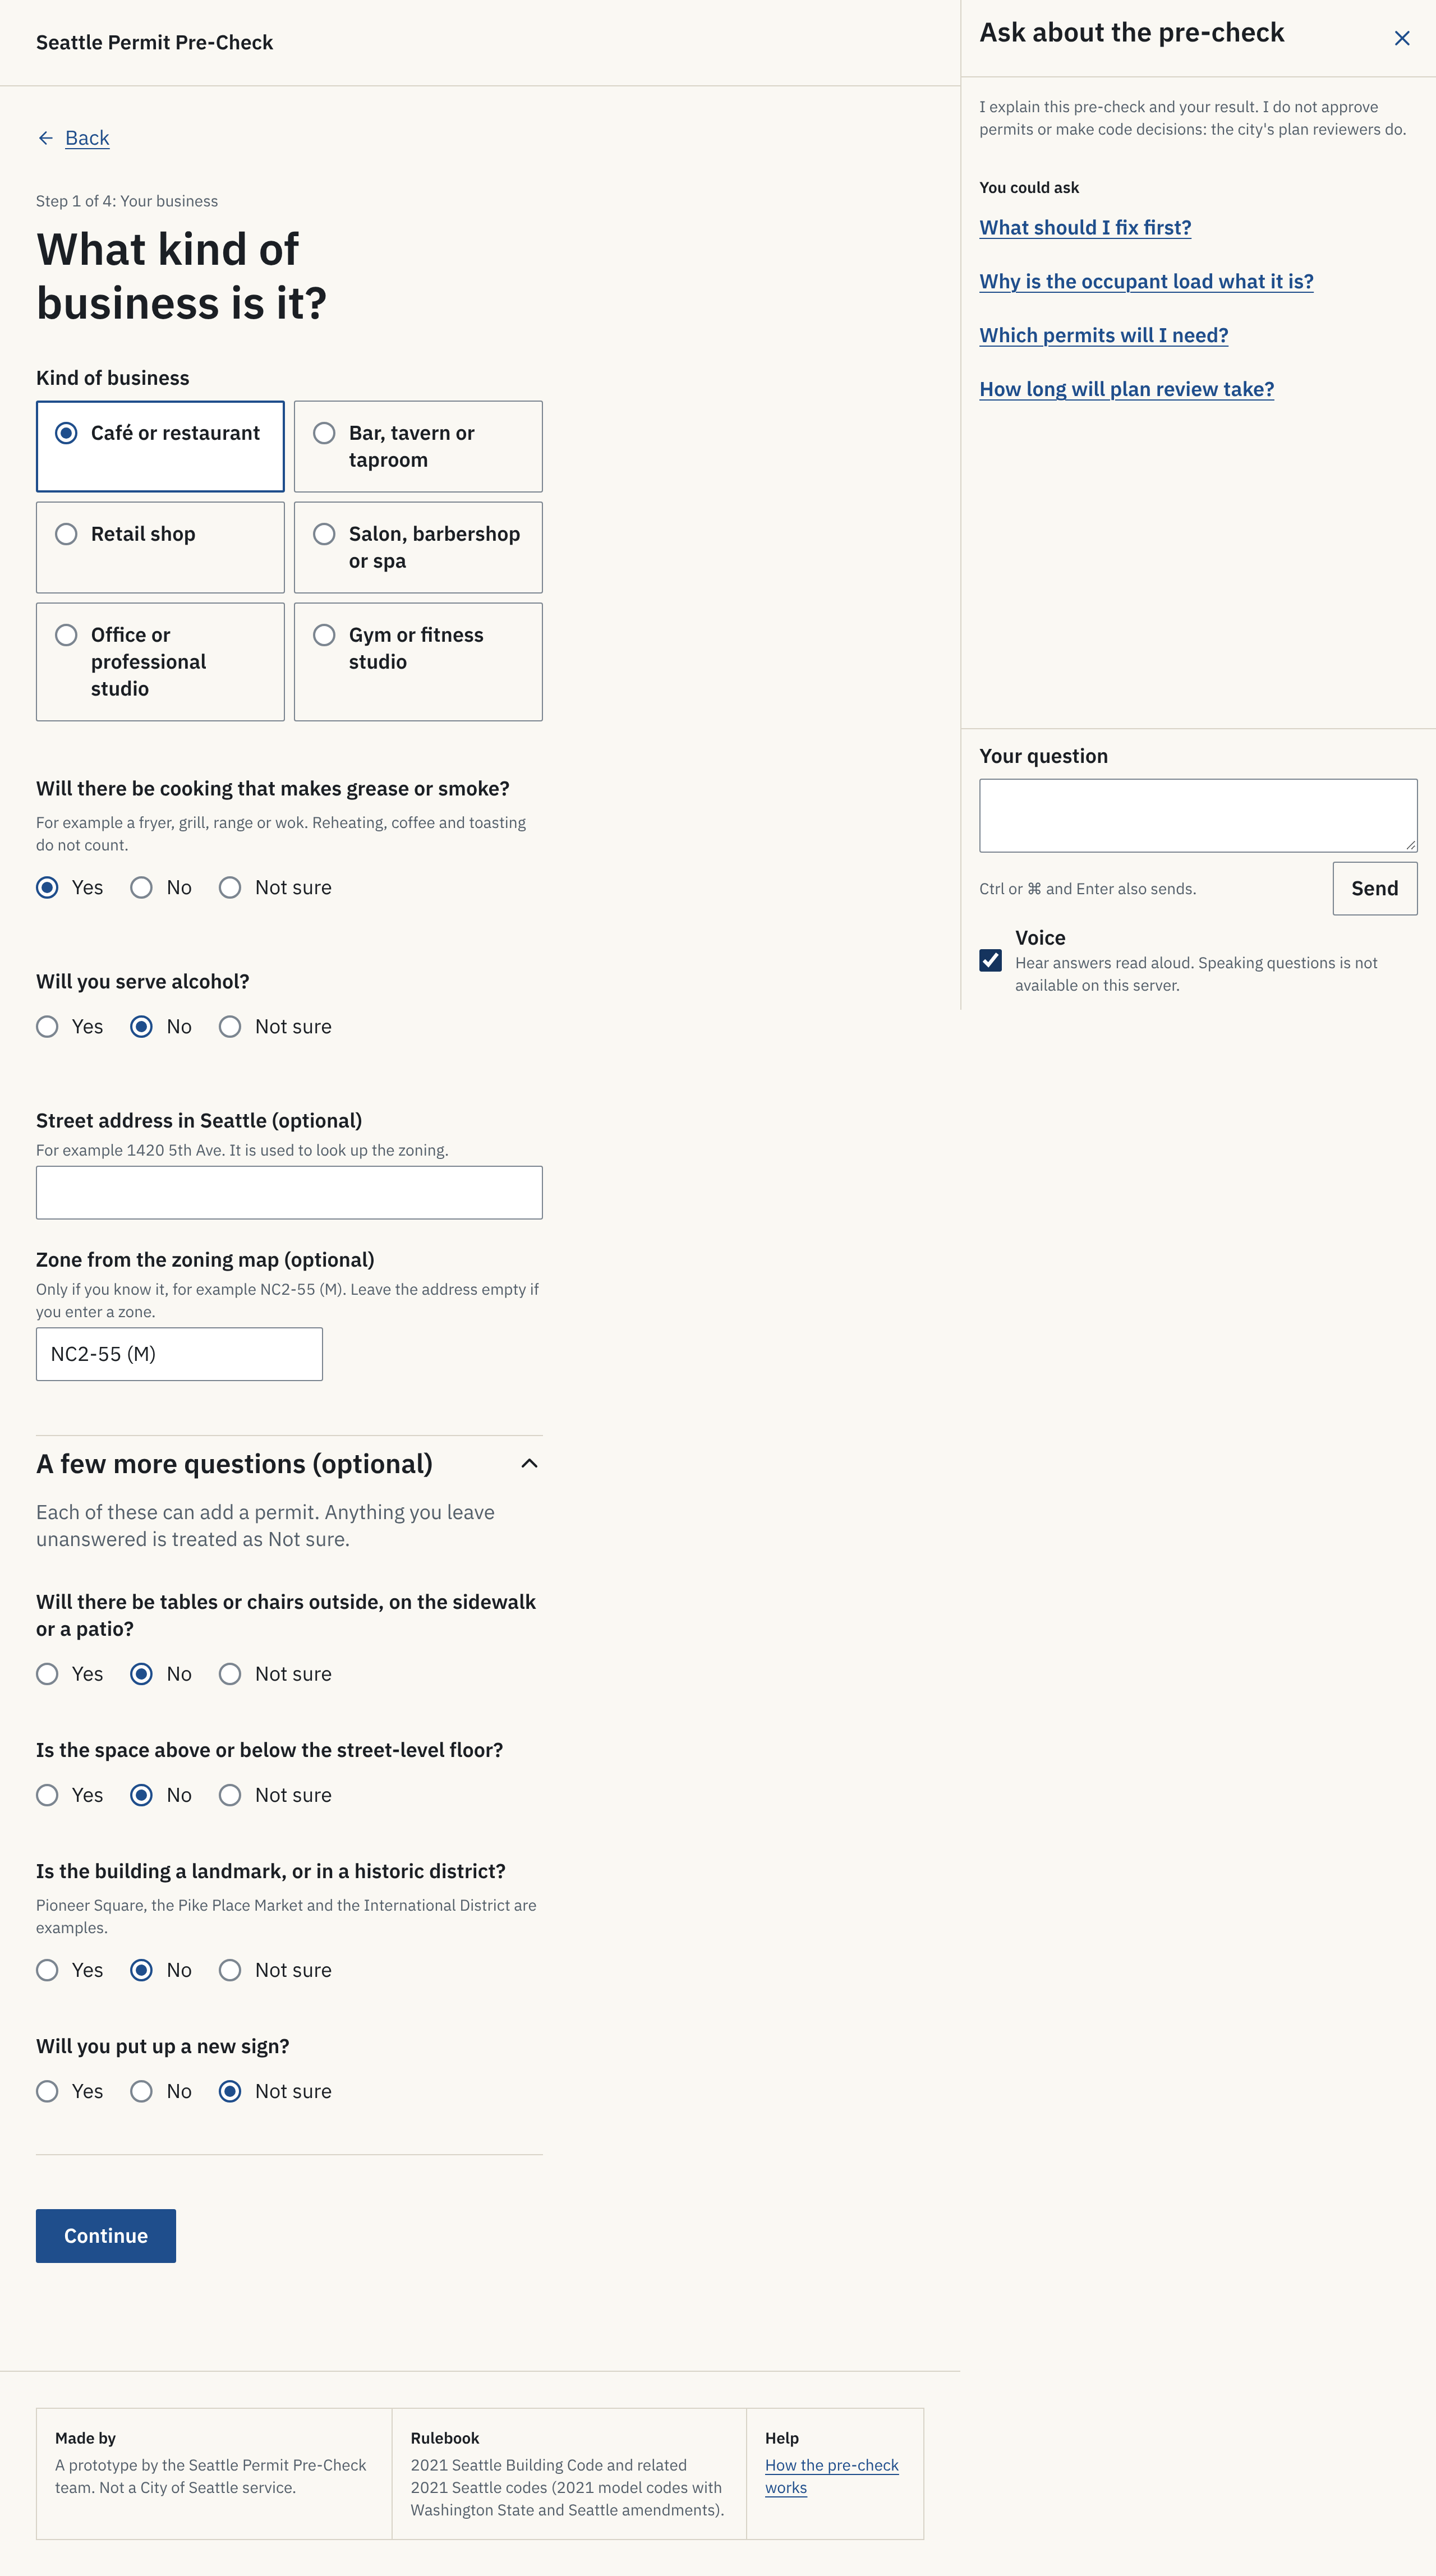 Seattle Permit Pre-Check
Back
Step 1 of 4: Your business
What kind of
business is it?
Kind of business
Café or restaurant
Bar, tavern or
taproom
Retail shop
Salon, barbershop
or spa
Office or
professional
studio
Gym or fitness
studio
Will there be cooking that makes grease or smoke?
For example a fryer, grill, range or wok. Reheating, coffee and toasting
do not count.
Yes No Not sure
Will you serve alcohol?
Yes No Not sure
Street address in Seattle (optional)
For example 1420 5th Ave. It is used to look up the zoning.
Zone from the zoning map (optional)
Only if you know it, for example NC2-55 (M). Leave the address empty if
you enter a zone.
NC2-55 (M)
A few more questions (optional)
Each of these can add a permit. Anything you leave
unanswered is treated as Not sure.
Will there be tables or chairs outside, on the sidewalk
or a patio?
Yes No Not sure
Is the space above or below the street-level floor?
Yes No Not sure
Is the building a landmark, or in a historic district?
Pioneer Square, the Pike Place Market and the International District are
examples.
Yes No Not sure
Will you put up a new sign?
Yes No Not sure
Continue
Made by
A prototype by the Seattle Permit Pre-Check
team. Not a City of Seattle service.
Rulebook
2021 Seattle Building Code and related
2021 Seattle codes (2021 model codes with
Washington State and Seattle amendments).
Help
How the pre-check
works
Ask about the pre-check
I explain this pre-check and your result. I do not approve
permits or make code decisions: the city's plan reviewers do.
You could ask
What should I fix first?
Why is the occupant load what it is?
Which permits will I need?
How long will plan review take?
Your question
Ctrl or ⌘ and Enter also sends.
Send
Voice
Hear answers read aloud. Speaking questions is not
available on this server.